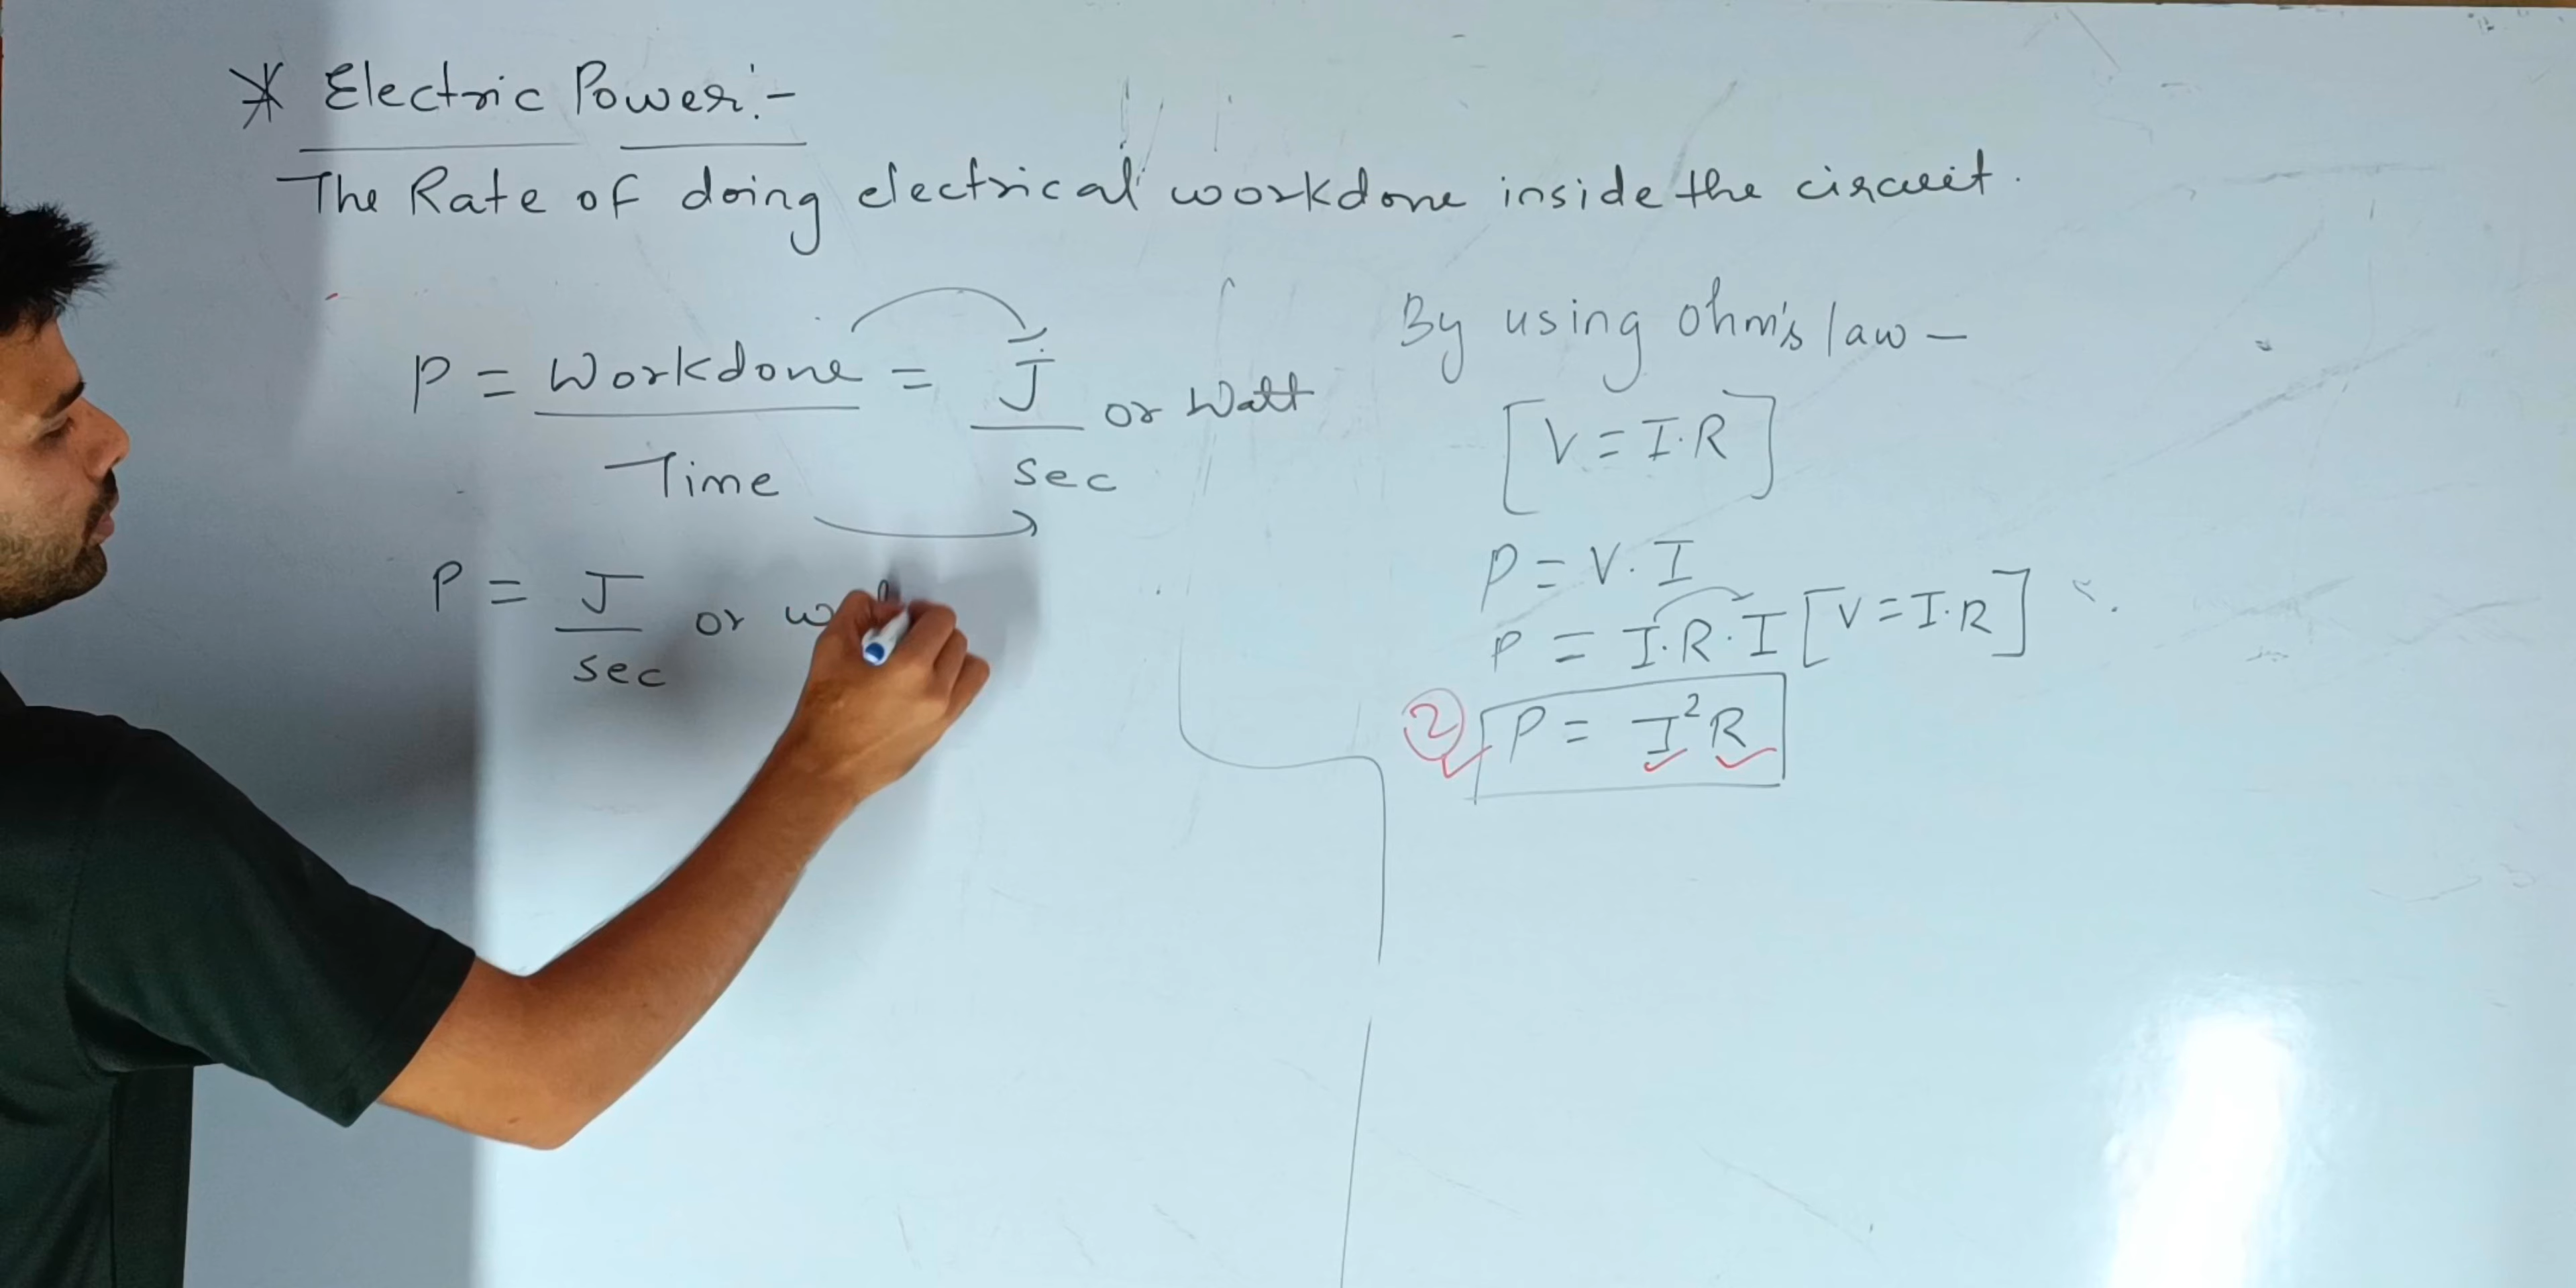 * Electric Power:-
The Rate of doing electrical workdone inside the circuit.
P = Workdone / Time = J / sec or Watt
P = J / sec or
By using Ohm's law -
[V = I.R]
P = V. I
P = I.R.I [V = I.R]
② P = I²R